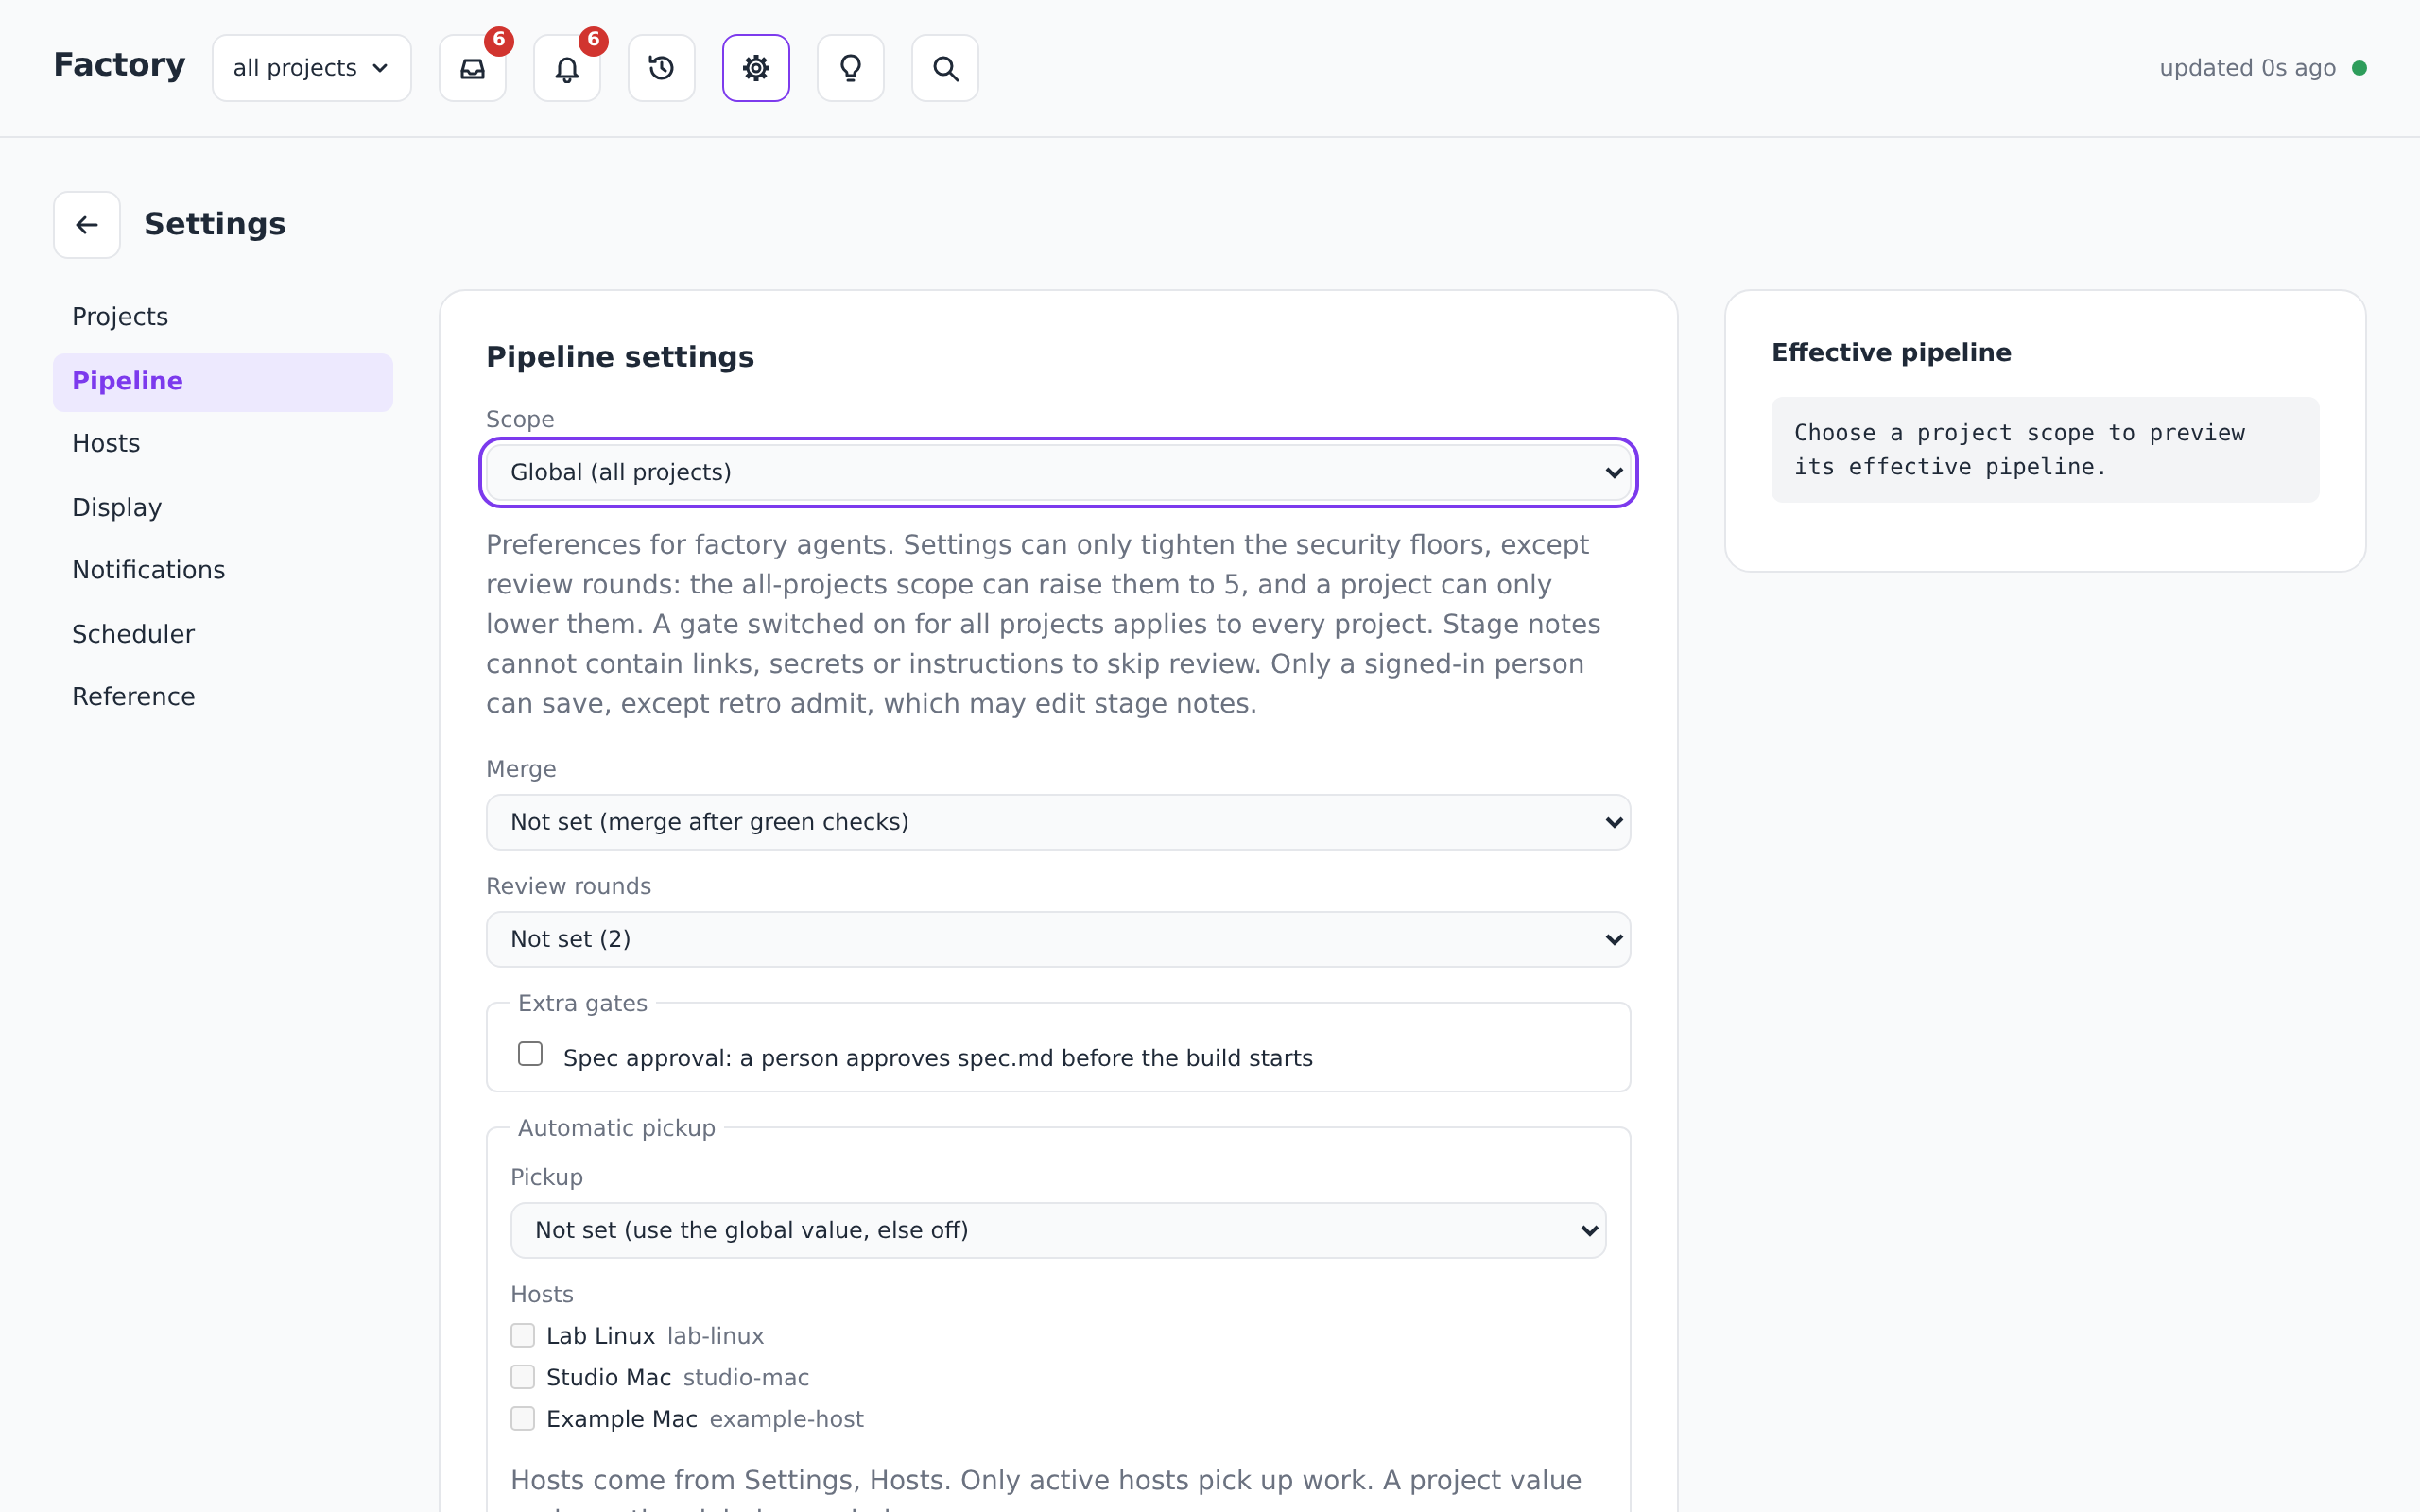 Factory
all projects
6
6
updated 0s ago
Settings
Projects
Pipeline
Hosts
Display
Notifications
Scheduler
Reference
Pipeline settings
Scope
Global (all projects)
Preferences for factory agents. Settings can only tighten the security floors, except
review rounds: the all-projects scope can raise them to 5, and a project can only
lower them. A gate switched on for all projects applies to every project. Stage notes
cannot contain links, secrets or instructions to skip review. Only a signed-in person
can save, except retro admit, which may edit stage notes.
Merge
Not set (merge after green checks)
Review rounds
Not set (2)
Extra gates
Spec approval: a person approves spec.md before the build starts
Automatic pickup
Pickup
Not set (use the global value, else off)
Hosts
Lab Linux lab-linux
Studio Mac studio-mac
Example Mac example-host
Hosts come from Settings, Hosts. Only active hosts pick up work. A project value
Effective pipeline
Choose a project scope to preview
its effective pipeline.